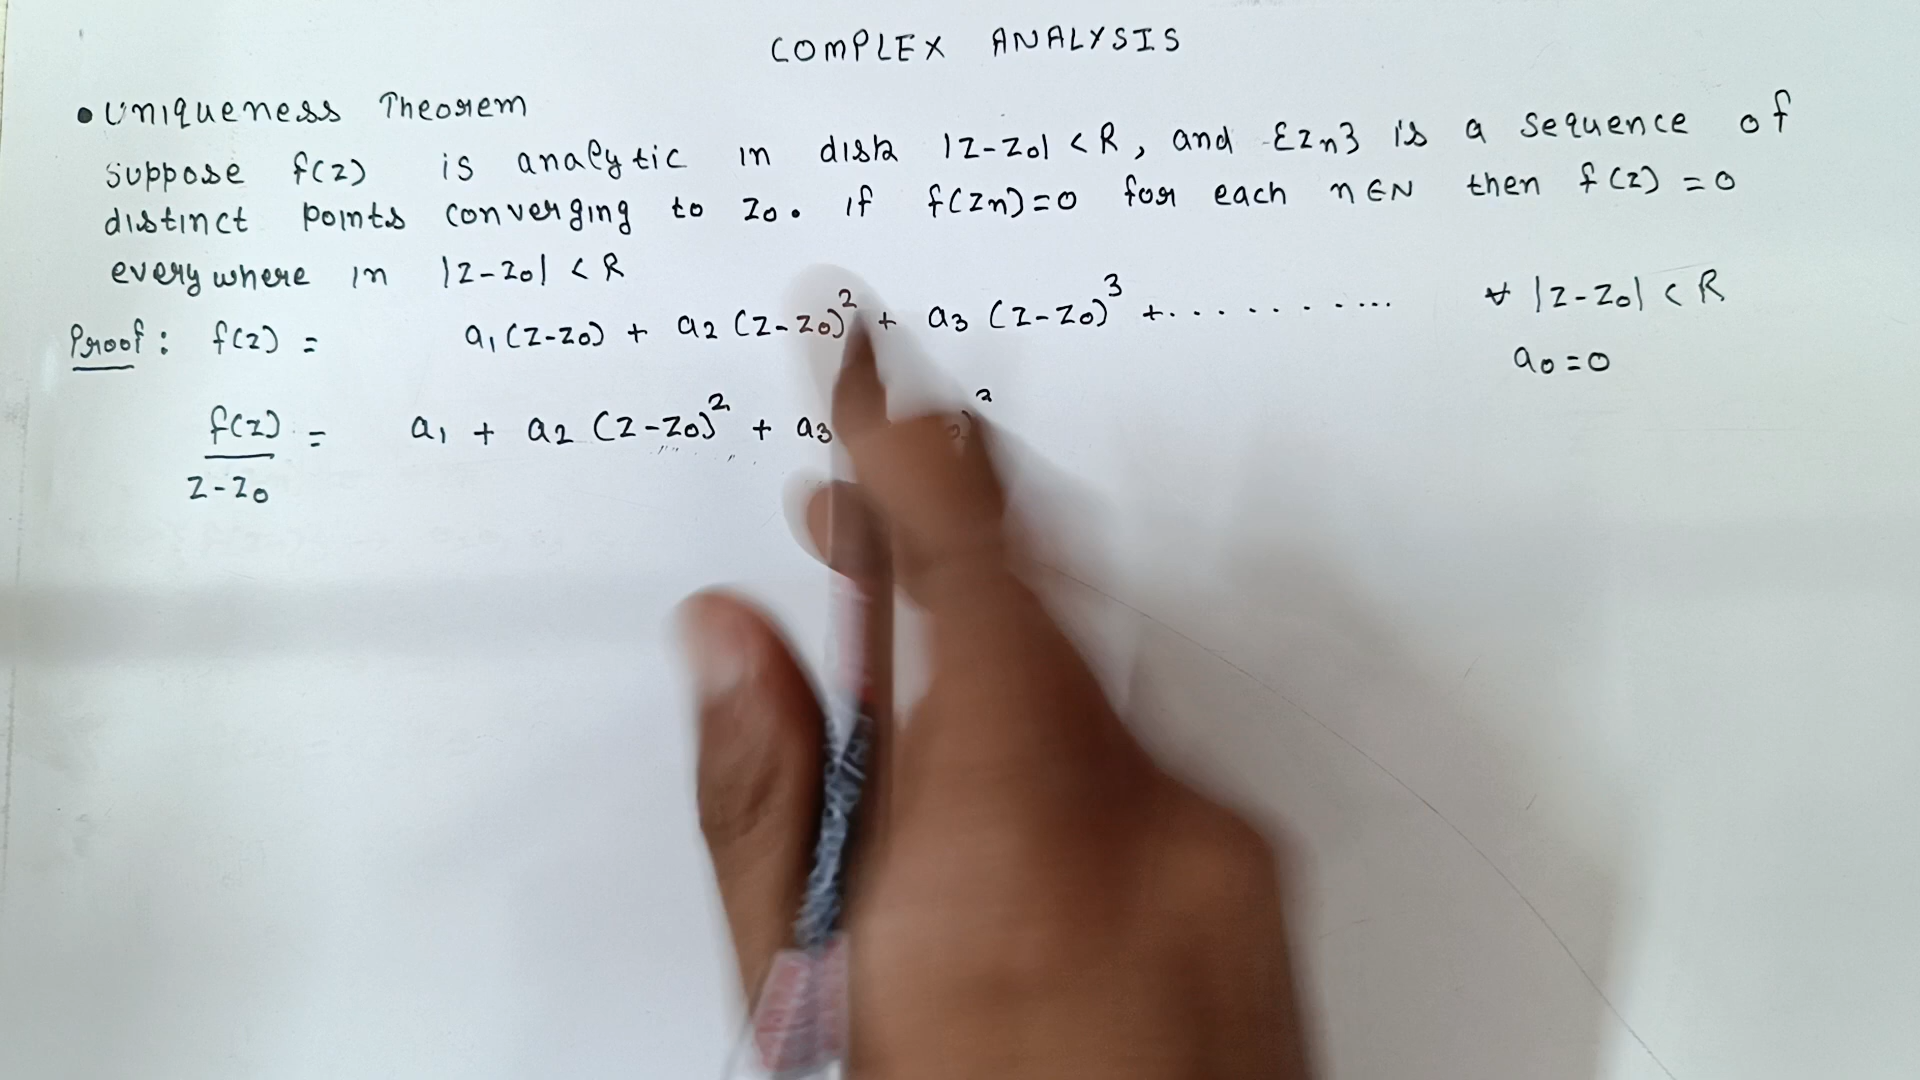 COMPLEX ANALYSIS
• Uniqueness Theorem
suppose f(z) is analytic in disk |z-z₀| < R, and {zn} is a sequence of
distinct points converging to z₀. if f(zn)=0 for each n∈N then f(z) = 0
everywhere in |z-z₀| < R
Proof: f(z) = a₁(z-z₀) + a₂(z-z₀)² + a₃(z-z₀)³ +.......... ∀ |z-z₀| < R
a₀=0
f(z)/z-z₀ = a₁ + a₂(z-z₀)² + a₃